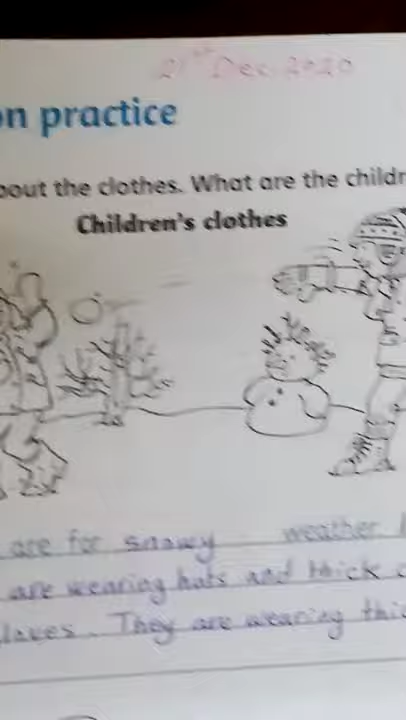 21st Dec 2020
on practice
bout the clothes. What are the childr
Children's clothes
are for snowy weather
are wearing hats and thick c
loves. They are wearing thic